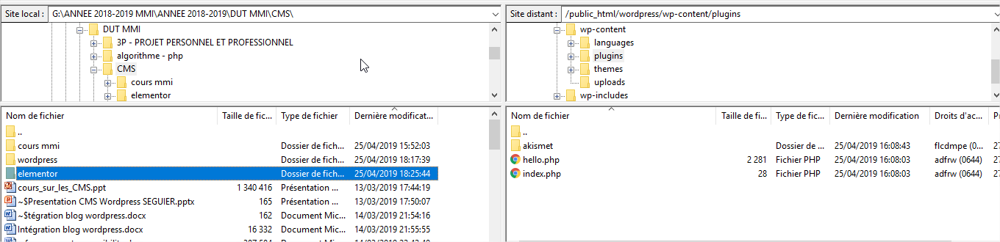 Site local : G:\ANNEE 2018-2019 MMI\ANNEE 2018-2019\DUT MMI\CMS\
DUT MMI
3P - PROJET PERSONNEL ET PROFESSIONNEL
algorithme - php
CMS
cours mmi
elementor
Nom de fichier Taille de fic... Type de fichier Dernière modificat...
..
cours mmi Dossier de fich... 25/04/2019 15:52:03
wordpress Dossier de fich... 25/04/2019 18:17:39
elementor Dossier de fich... 25/04/2019 18:25:44
cours_sur_les_CMS.ppt 1 340 416 Présentation ... 13/03/2019 17:44:19
~$Presentation CMS Wordpress SEGUIER.pptx 165 Présentation ... 13/03/2019 17:50:07
~$tégration blog wordpress.docx 162 Document Mic... 14/03/2019 21:54:16
Intégration blog wordpress.docx 16 332 Document Mic... 14/03/2019 21:55:55
Site distant : /public_html/wordpress/wp-content/plugins
wp-content
languages
plugins
themes
uploads
wp-includes
Nom de fichier Taille de fi... Type de fic... Dernière modification Droits d'ac...
..
akismet Dossier de ... 25/04/2019 16:08:43 flcdmpe (0...
hello.php 2 281 Fichier PHP 25/04/2019 16:08:03 adfrw (0644)
index.php 28 Fichier PHP 25/04/2019 16:08:03 adfrw (0644)